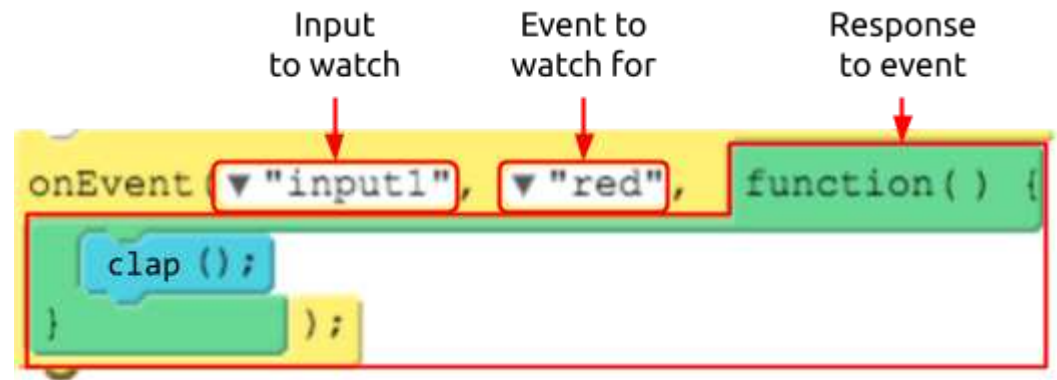 Input
to watch
Event to
watch for
Response
to event
onEvent(▼"input1", ▼"red", function() {
clap ();
} );